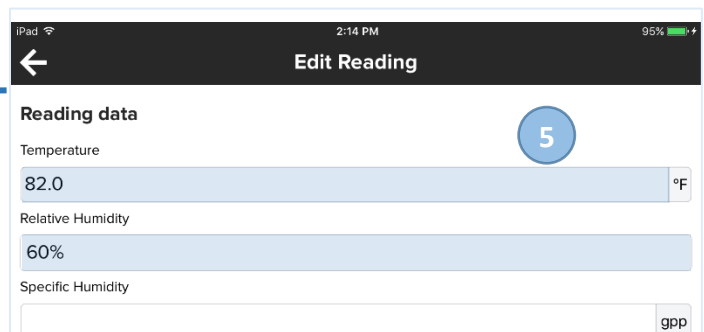 iPad 2:14 PM 95%
Edit Reading
Reading data
5
Temperature
82.0 °F
Relative Humidity
60%
Specific Humidity
gpp